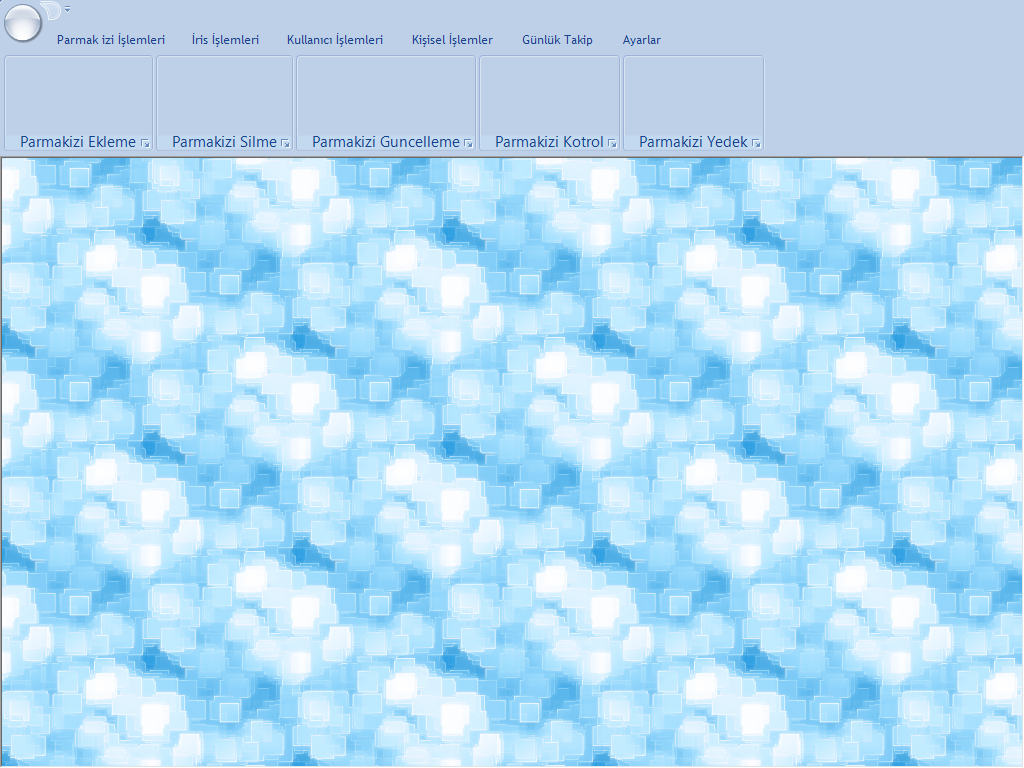 Parmak izi İşlemleri İris İşlemleri Kullanıcı İşlemleri Kişisel İşlemler Günlük Takip Ayarlar
Parmakizi Ekleme Parmakizi Silme Parmakizi Guncelleme Parmakizi Kotrol Parmakizi Yedek